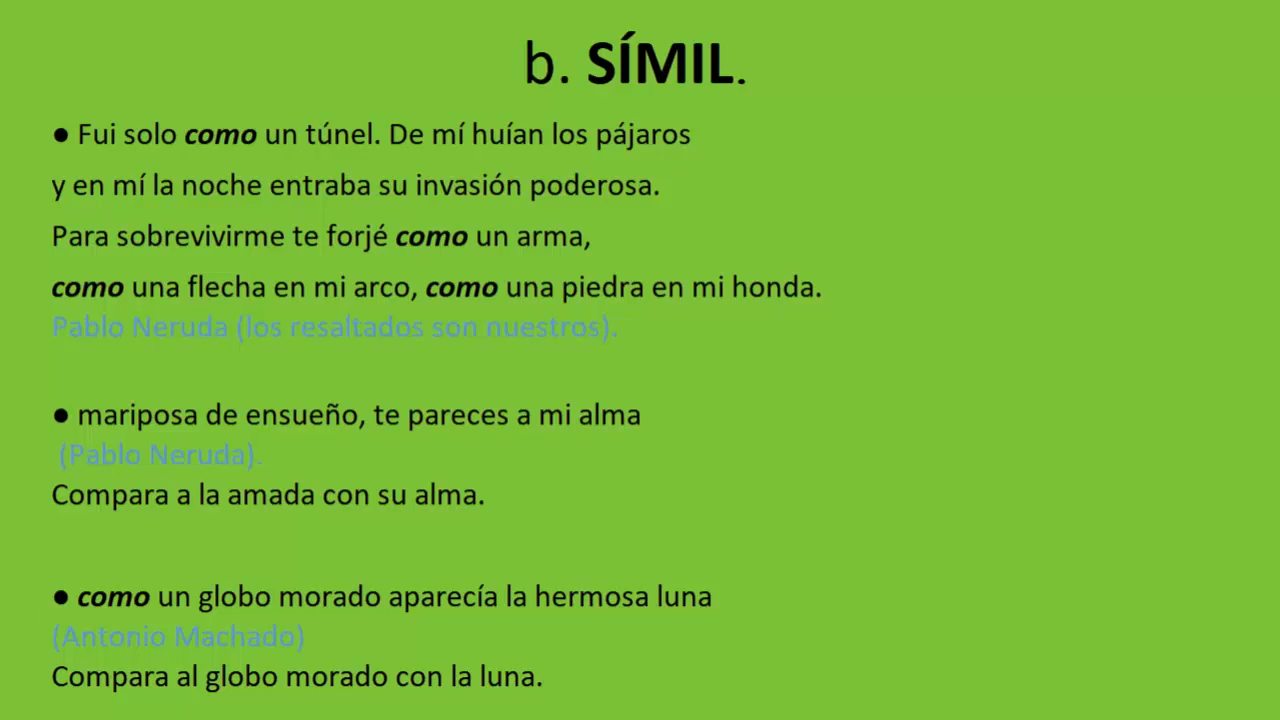 b. SÍMIL.
● Fui solo como un túnel. De mí huían los pájaros
y en mí la noche entraba su invasión poderosa.
Para sobrevivirme te forjé como un arma,
como una flecha en mi arco, como una piedra en mi honda.
Pablo Neruda (los resaltados son nuestros).
● mariposa de ensueño, te pareces a mi alma
(Pablo Neruda).
Compara a la amada con su alma.
● como un globo morado aparecía la hermosa luna
(Antonio Machado)
Compara al globo morado con la luna.